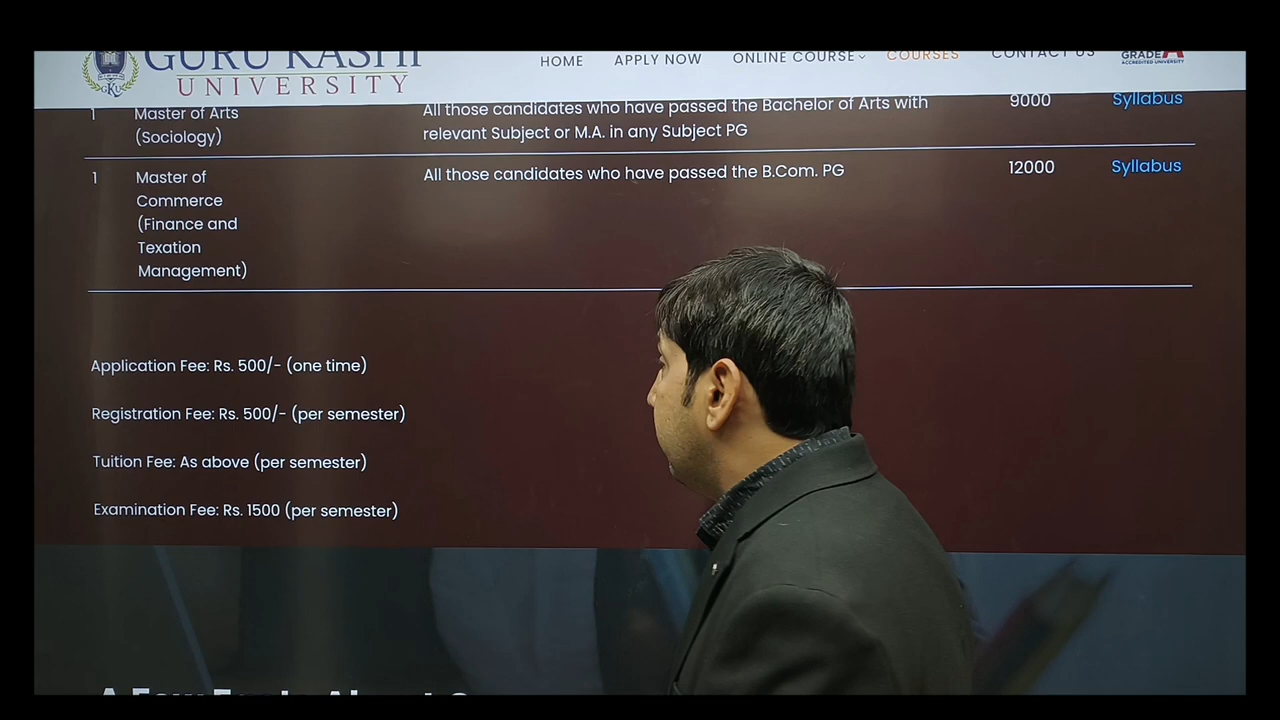 GURU KASHI
UNIVERSITY
GKU
HOME APPLY NOW ONLINE COURSE COURSES CONTACT US
GRADE A
ACCREDITED UNIVERSITY
1 Master of Arts (Sociology) All those candidates who have passed the Bachelor of Arts with relevant Subject or M.A. in any Subject PG 9000 Syllabus
1 Master of Commerce (Finance and Texation Management) All those candidates who have passed the B.Com. PG 12000 Syllabus
Application Fee: Rs. 500/- (one time)
Registration Fee: Rs. 500/- (per semester)
Tuition Fee: As above (per semester)
Examination Fee: Rs. 1500 (per semester)